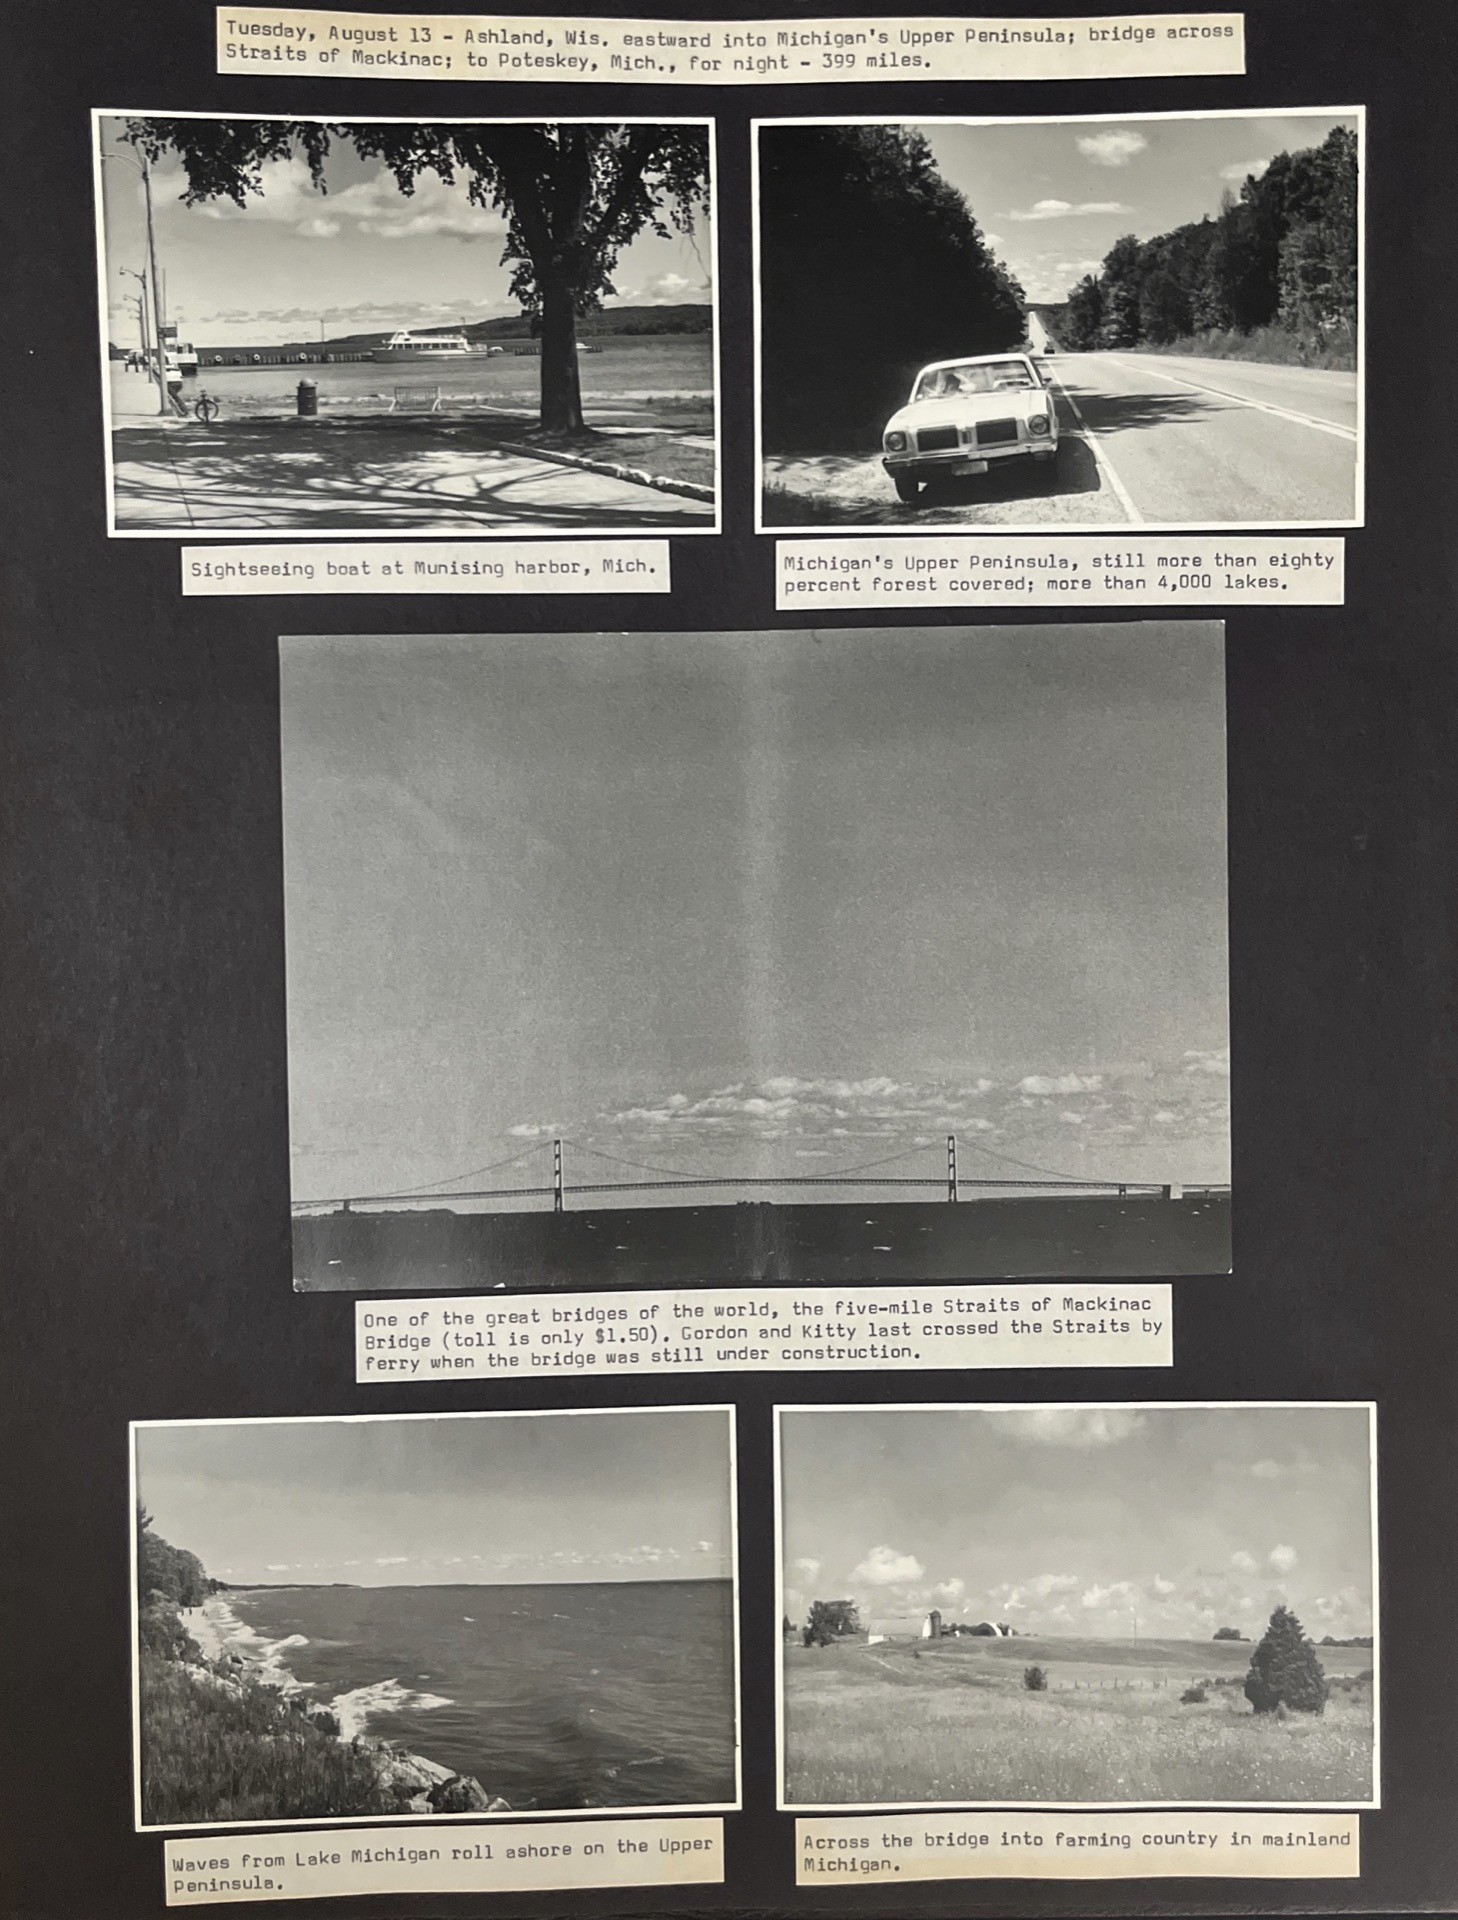 Tuesday, August 13 - Ashland, Wis. eastward into Michigan's Upper Peninsula; bridge across
Straits of Mackinac; to Poteskey, Mich., for night - 399 miles.
Sightseeing boat at Munising harbor, Mich.
Michigan's Upper Peninsula, still more than eighty
percent forest covered; more than 4,000 lakes.
One of the great bridges of the world, the five-mile Straits of Mackinac
Bridge (toll is only $1.50). Gordon and Kitty last crossed the Straits by
ferry when the bridge was still under construction.
Waves from Lake Michigan roll ashore on the Upper
Peninsula.
Across the bridge into farming country in mainland
Michigan.